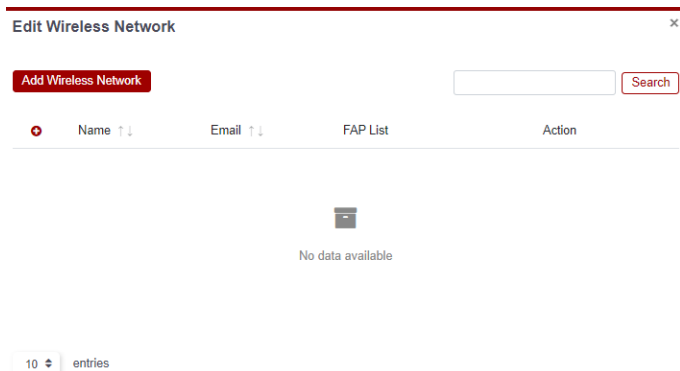 Edit Wireless Network ×
Add Wireless Network Search
Name ↑↓ Email ↑↓ FAP List Action
No data available
10 entries